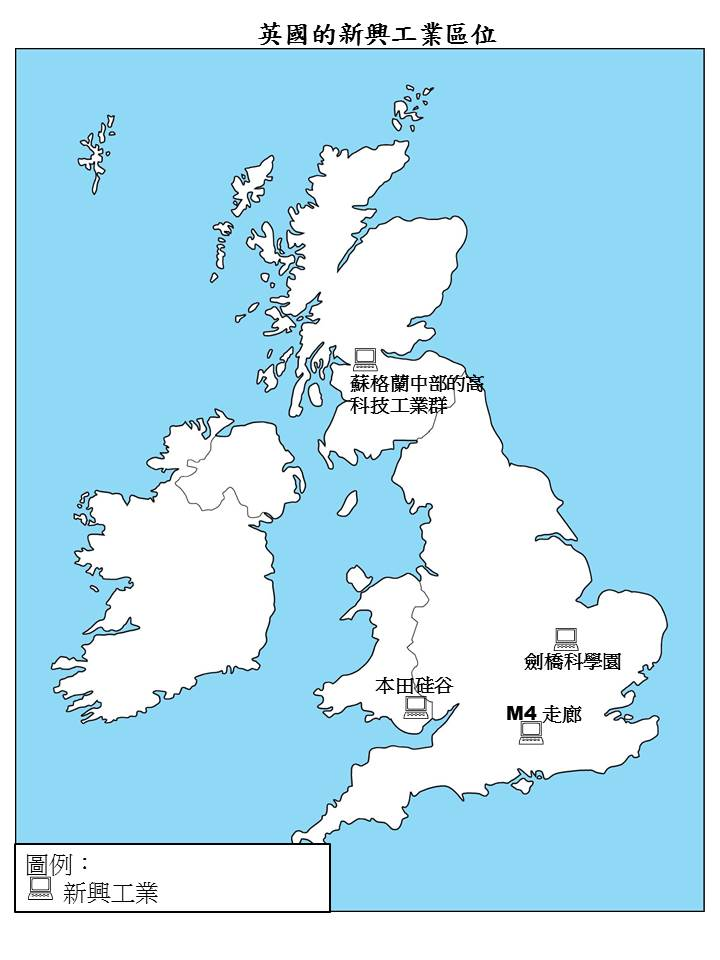 英國的新興工業區位
蘇格蘭中部的高
科技工業群
劍橋科學園
本田硅谷
M4 走廊
圖例：
新興工業